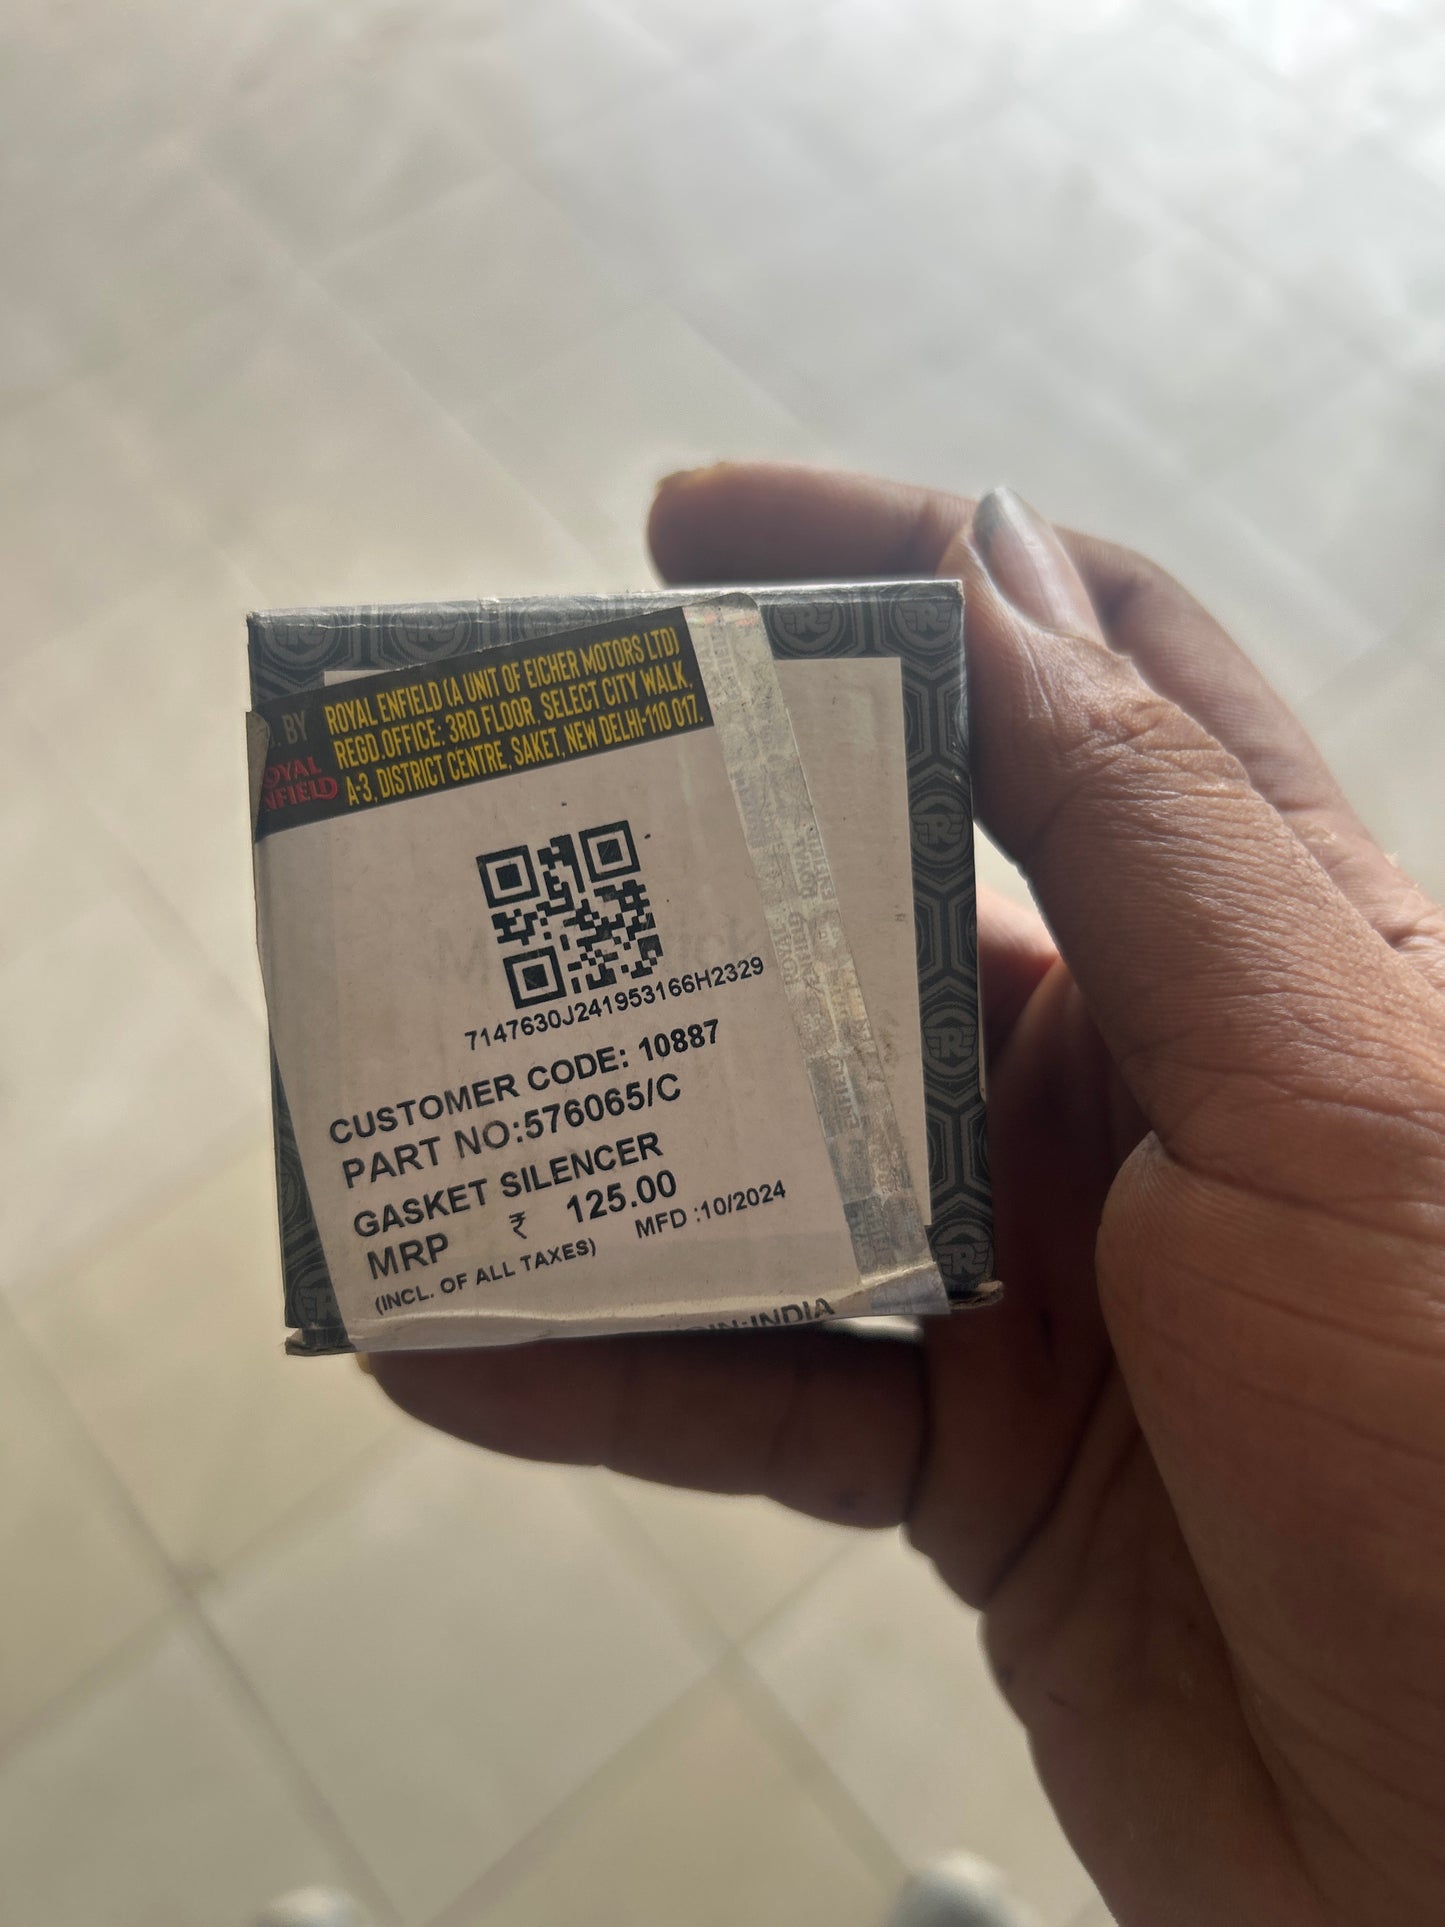 BY
ROYAL ENFIELD (A UNIT OF EICHER MOTORS LTD)
REGD.OFFICE: 3RD FLOOR, SELECT CITY WALK,
A-3, DISTRICT CENTRE, SAKET, NEW DELHI-110 017.
OYAL
NFIELD
7147630J241953166H2329
CUSTOMER CODE: 10887
PART NO:576065/C
GASKET SILENCER
MRP ₹ 125.00
(INCL. OF ALL TAXES) MFD :10/2024
INDIA